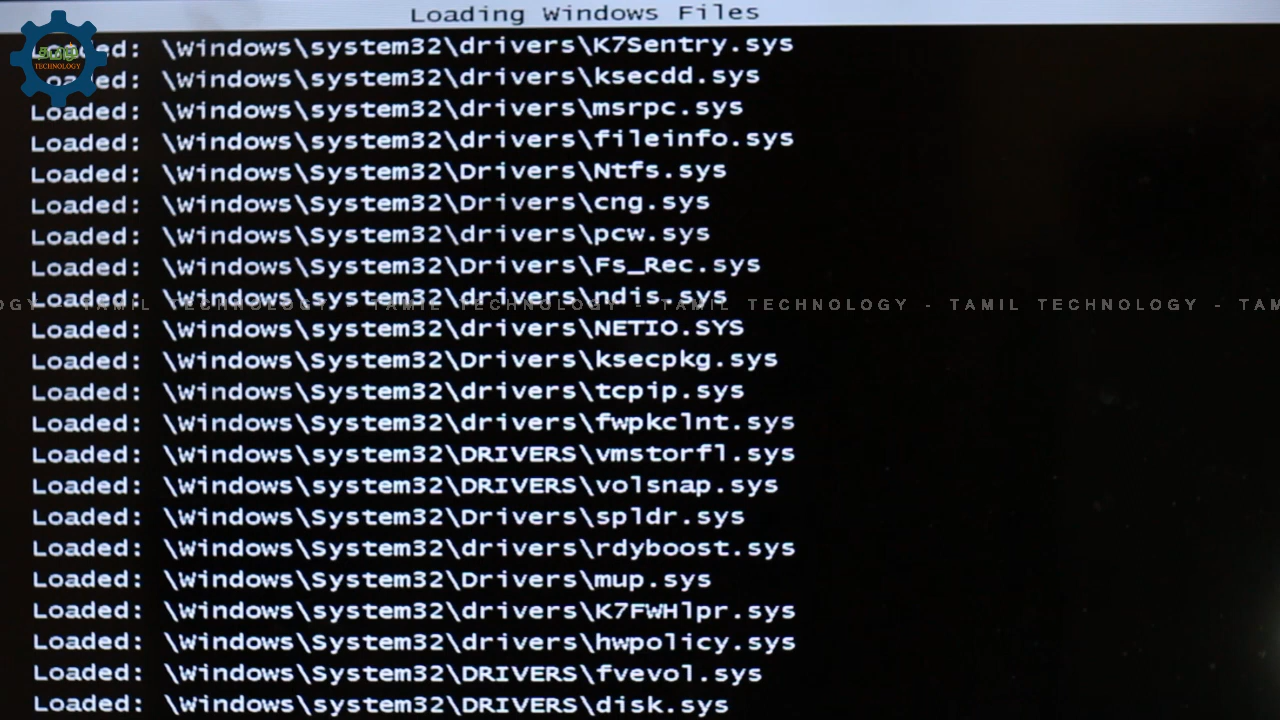 Loading Windows Files
தமிழ்
TECHNOLOGY
Loaded: \Windows\system32\drivers\K7Sentry.sys
Loaded: \Windows\system32\drivers\ksecdd.sys
Loaded: \Windows\system32\drivers\msrpc.sys
Loaded: \Windows\system32\drivers\fileinfo.sys
Loaded: \Windows\System32\Drivers\Ntfs.sys
Loaded: \Windows\System32\Drivers\cng.sys
Loaded: \Windows\System32\drivers\pcw.sys
Loaded: \Windows\System32\Drivers\Fs_Rec.sys
Loaded: \Windows\system32\drivers\ndis.sys
OGY - TAMIL TECHNOLOGY - TAMIL TECHNOLOGY - TAMIL TECHNOLOGY - TAMIL TECHNOLOGY - TAM
Loaded: \Windows\system32\drivers\NETIO.SYS
Loaded: \Windows\System32\Drivers\ksecpkg.sys
Loaded: \Windows\System32\drivers\tcpip.sys
Loaded: \Windows\System32\drivers\fwpkclnt.sys
Loaded: \Windows\system32\DRIVERS\vmstorfl.sys
Loaded: \Windows\system32\DRIVERS\volsnap.sys
Loaded: \Windows\System32\Drivers\spldr.sys
Loaded: \Windows\System32\drivers\rdyboost.sys
Loaded: \Windows\System32\Drivers\mup.sys
Loaded: \Windows\system32\drivers\K7FWHlpr.sys
Loaded: \Windows\System32\drivers\hwpolicy.sys
Loaded: \Windows\System32\DRIVERS\fvevol.sys
Loaded: \Windows\System32\DRIVERS\disk.sys